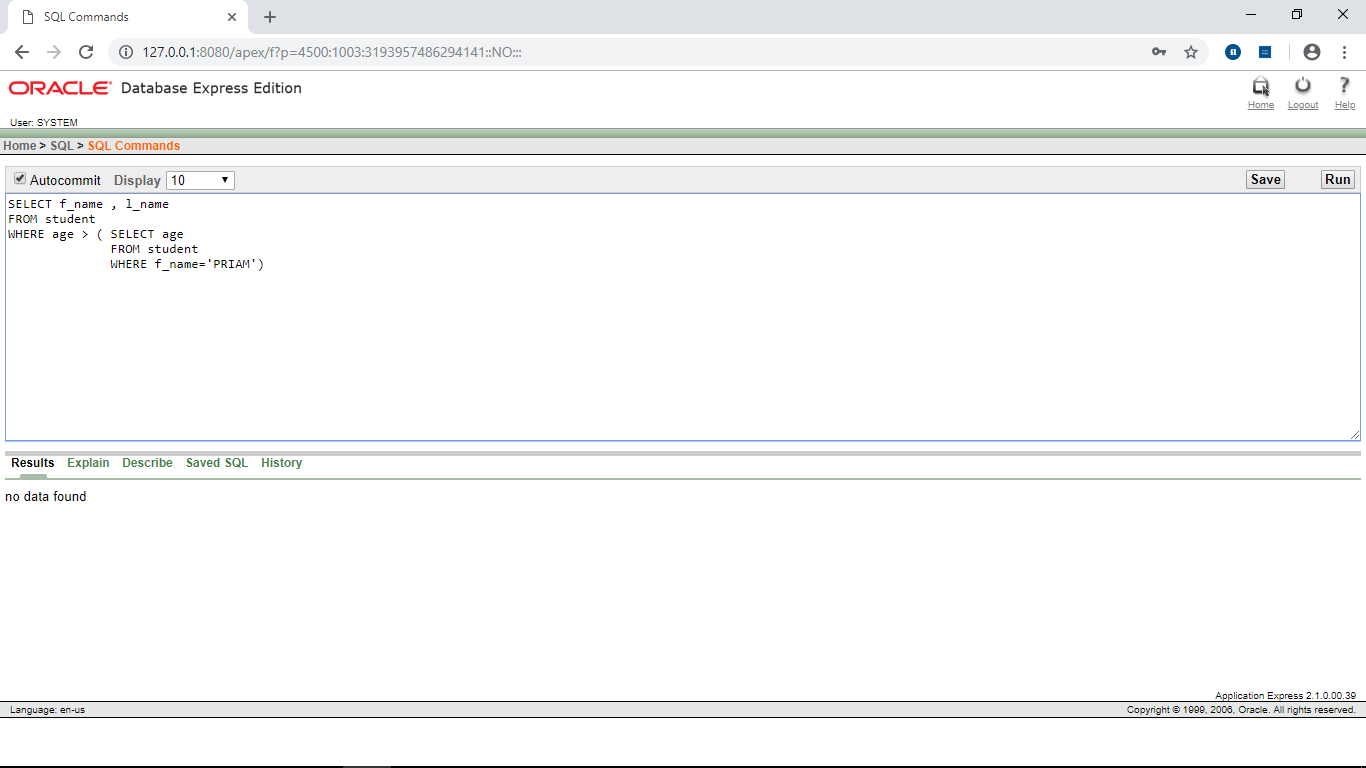 SQL Commands
127.0.0.1:8080/apex/f?p=4500:1003:3193957486294141::NO:::
ORACLE Database Express Edition
Home Logout Help
User: SYSTEM
Home > SQL > SQL Commands
Autocommit Display 10 Save Run
SELECT f_name , l_name
FROM student
WHERE age > ( SELECT age
FROM student
WHERE f_name='PRIAM')
Results Explain Describe Saved SQL History
no data found
Application Express 2.1.0.00.39
Language: en-us Copyright © 1999, 2006, Oracle. All rights reserved.